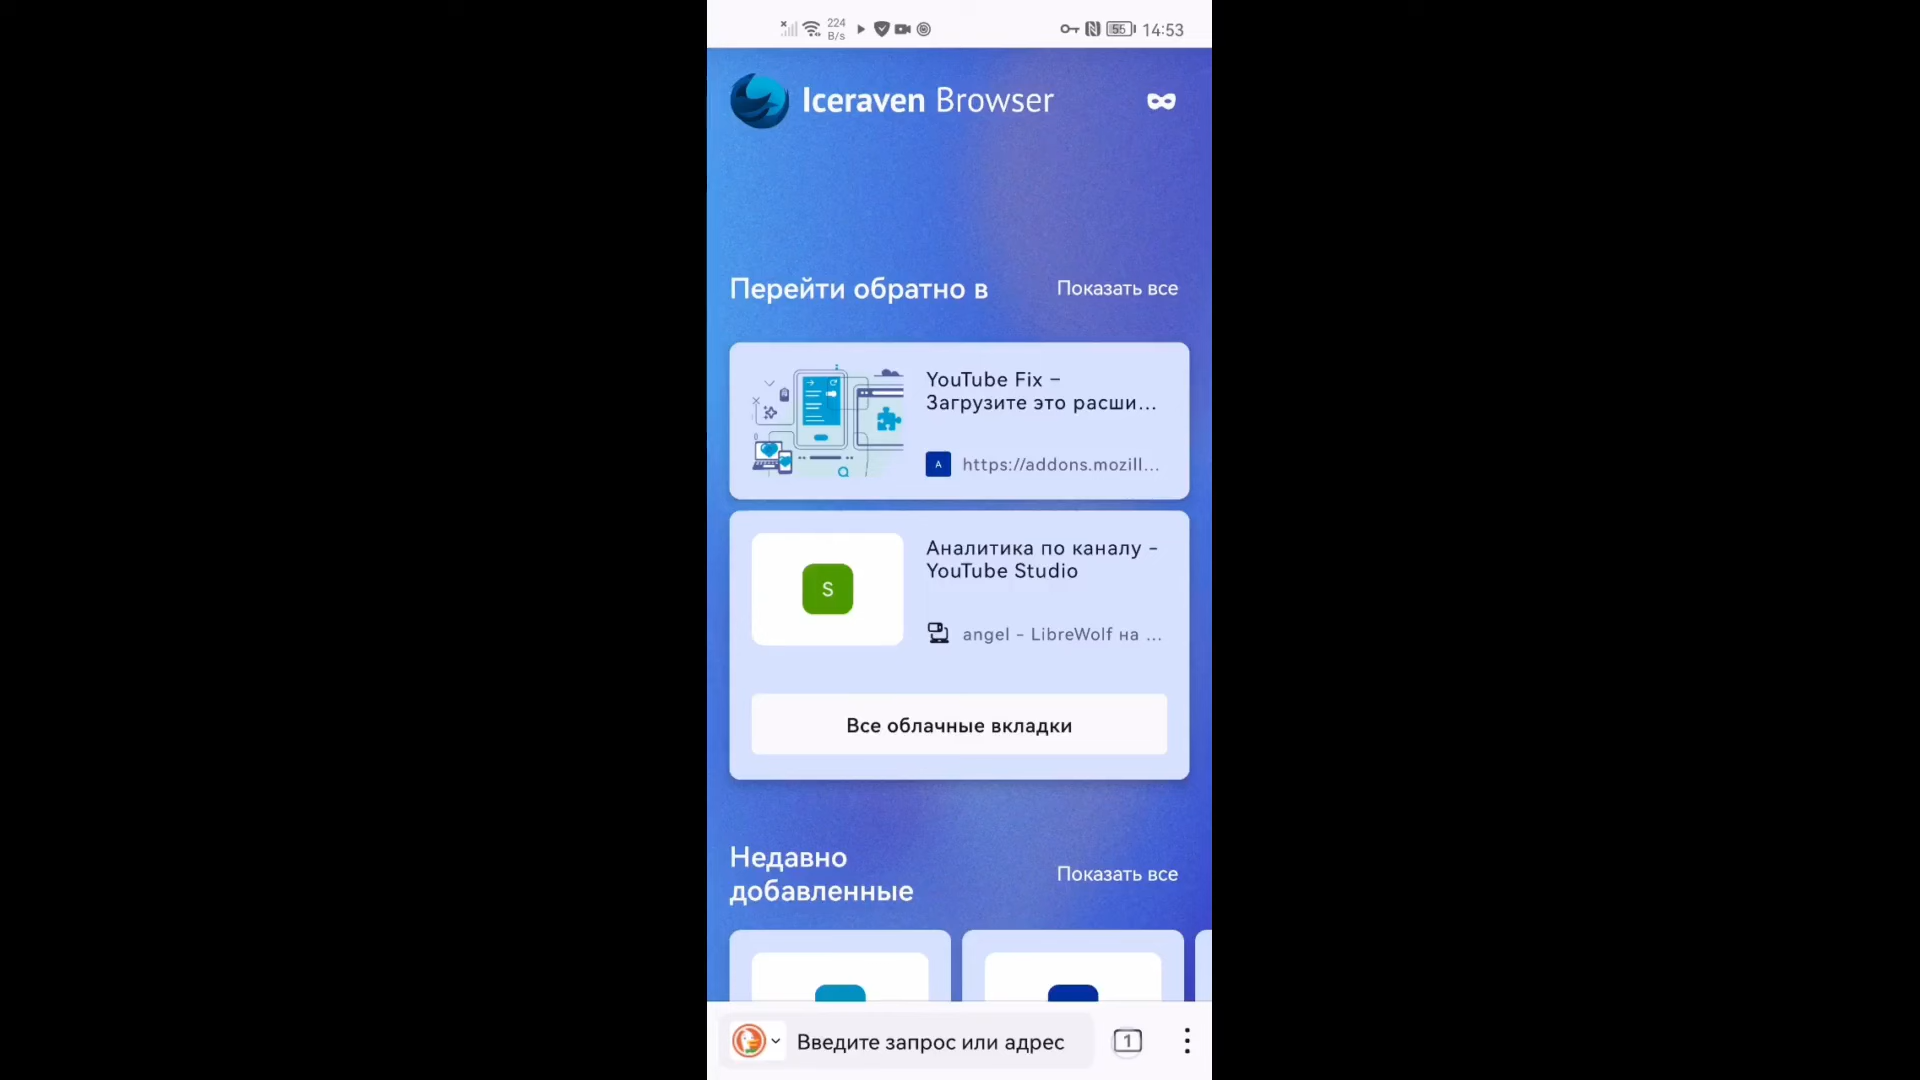 224
B/s
55
14:53
Iceraven Browser
Перейти обратно в
Показать все
YouTube Fix –
Загрузите это расши...
A
https://addons.mozill...
S
Аналитика по каналу -
YouTube Studio
angel - LibreWolf на ...
Все облачные вкладки
Недавно
добавленные
Показать все
Введите запрос или адрес
1